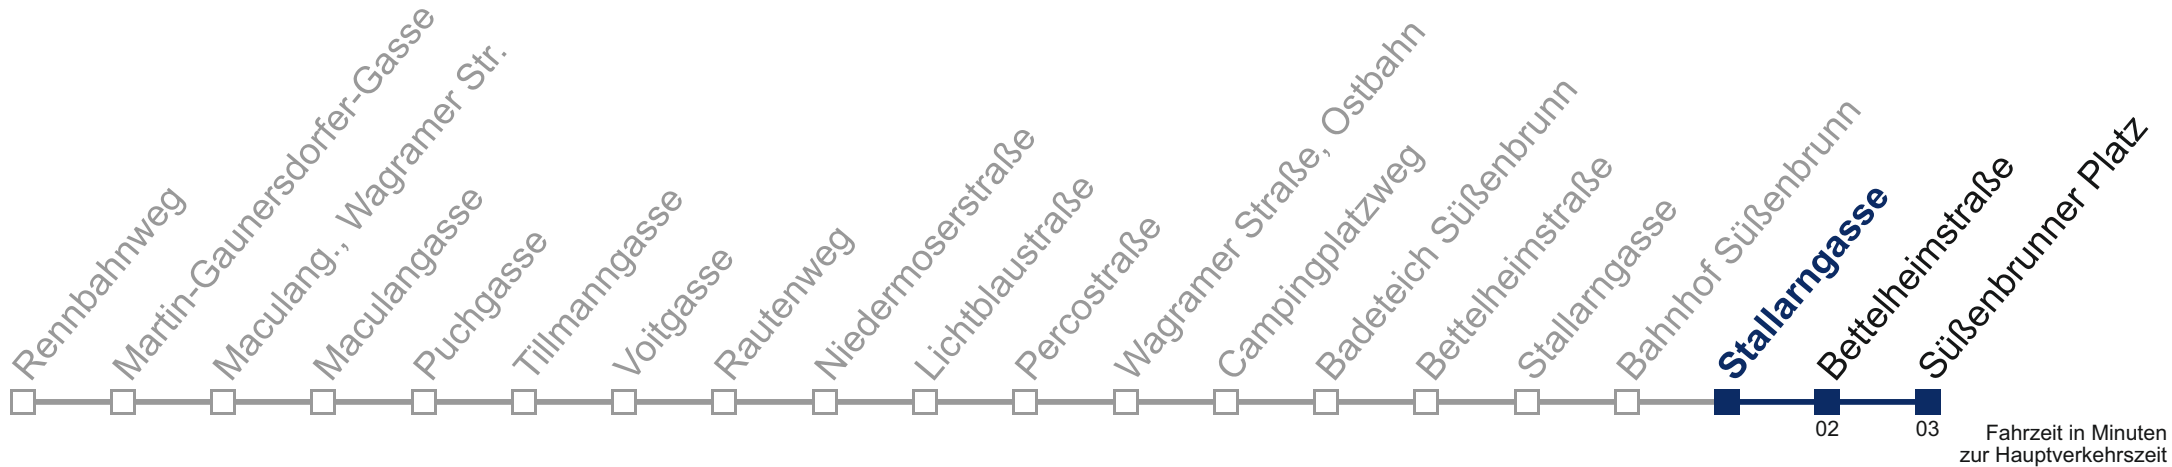 Rennbahnweg
Martin-Gaunersdorfer-Gasse
Maculang., Wagramer Str.
Maculangasse
Puchgasse
Tillmanngasse
Voitgasse
Rautenweg
Niedermoserstraße
Lichtblaustraße
Percostraße
Wagramer Straße, Ostbahn
Campingplatzweg
Badeteich Süßenbrunn
Bettelheimstraße
Stallarngasse
Bahnhof Süßenbrunn
Stallarngasse
Bettelheimstraße
Süßenbrunner Platz
02
03
Fahrzeit in Minuten
zur Hauptverkehrszeit